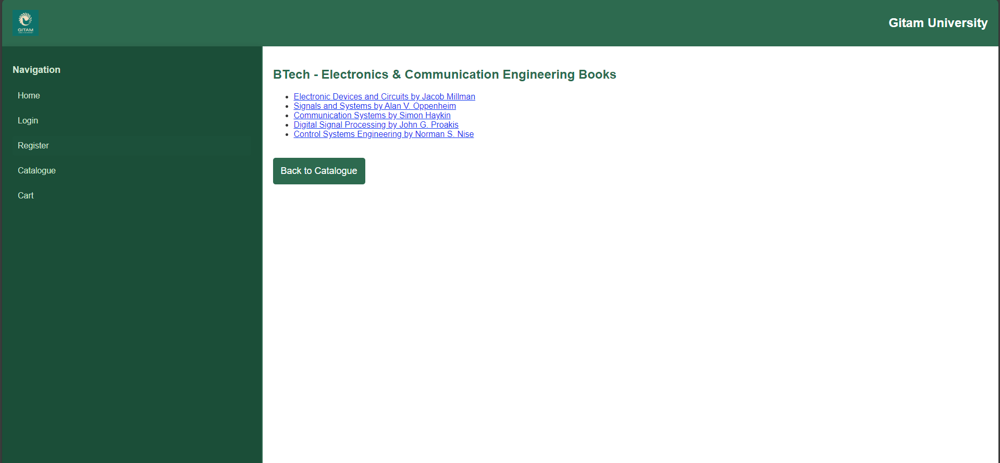 GITAM
Gitam University
Navigation
Home
Login
Register
Catalogue
Cart
BTech - Electronics & Communication Engineering Books
Electronic Devices and Circuits by Jacob Millman
Signals and Systems by Alan V. Oppenheim
Communication Systems by Simon Haykin
Digital Signal Processing by John G. Proakis
Control Systems Engineering by Norman S. Nise
Back to Catalogue